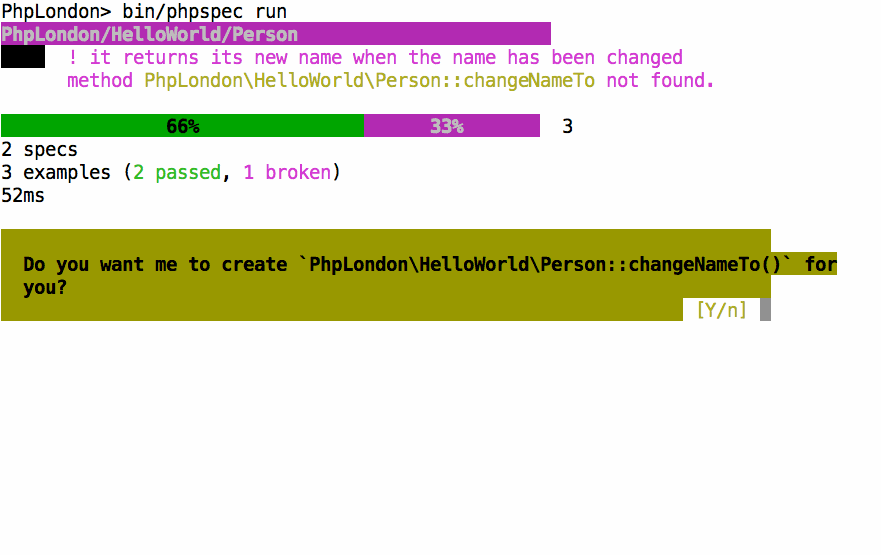 PhpLondon> bin/phpspec run
PhpLondon/HelloWorld/Person
! it returns its new name when the name has been changed
method PhpLondon\HelloWorld\Person::changeNameTo not found.
66% 33% 3
2 specs
3 examples (2 passed, 1 broken)
52ms
Do you want me to create `PhpLondon\HelloWorld\Person::changeNameTo()` for
you?
[Y/n]